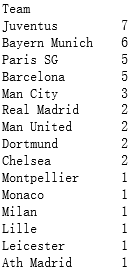 Team
Juventus 7
Bayern Munich 6
Paris SG 5
Barcelona 5
Man City 3
Real Madrid 2
Man United 2
Dortmund 2
Chelsea 2
Montpellier 1
Monaco 1
Milan 1
Lille 1
Leicester 1
Ath Madrid 1